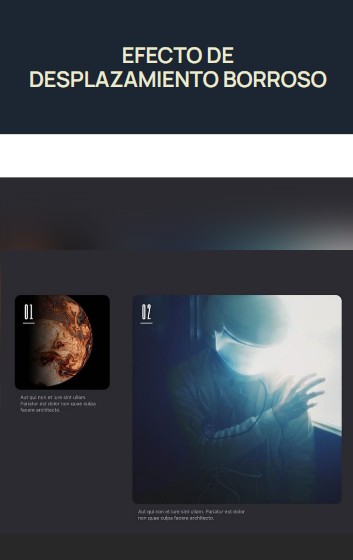 EFECTO DE
DESPLAZAMIENTO BORROSO
01
02
Aut qui non et iure sint ullam.
Pariatur est dolor non quae culpa
facere architecto.
Aut qui non et iure sint ullam. Pariatur est dolor
non quae culpa facere architecto.